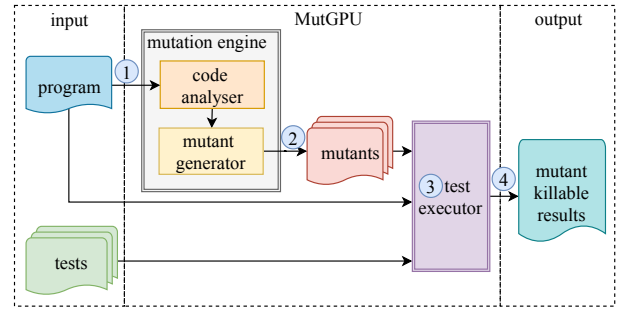 input
MutGPU
output
mutation engine
program
1
code
analyser
mutant
generator
2
mutants
3 test
executor
4
mutant
killable
results
tests